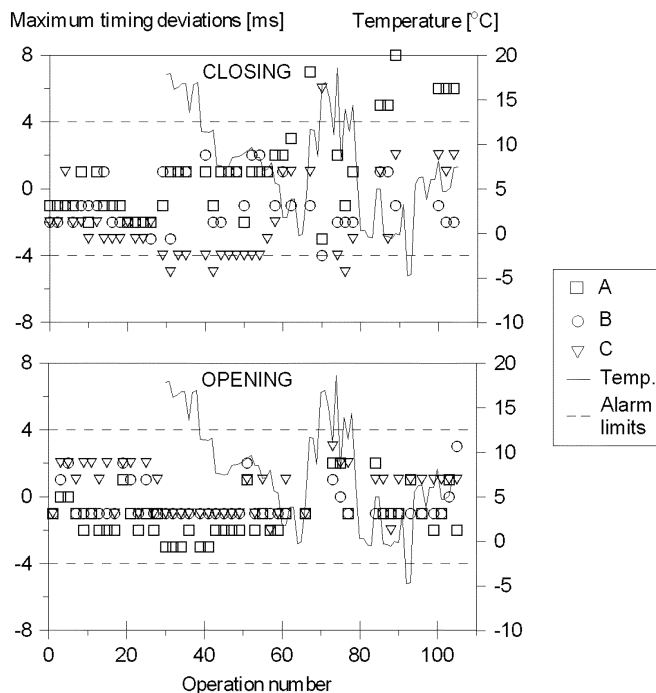 Maximum timing deviations [ms]
Temperature [°C]
8
4
0
-4
-8
CLOSING
20
15
10
5
0
-5
-10
8
4
0
-4
-8
OPENING
20
15
10
5
0
-5
-10
0 20 40 60 80 100
Operation number
A
B
C
Temp.
Alarm
limits